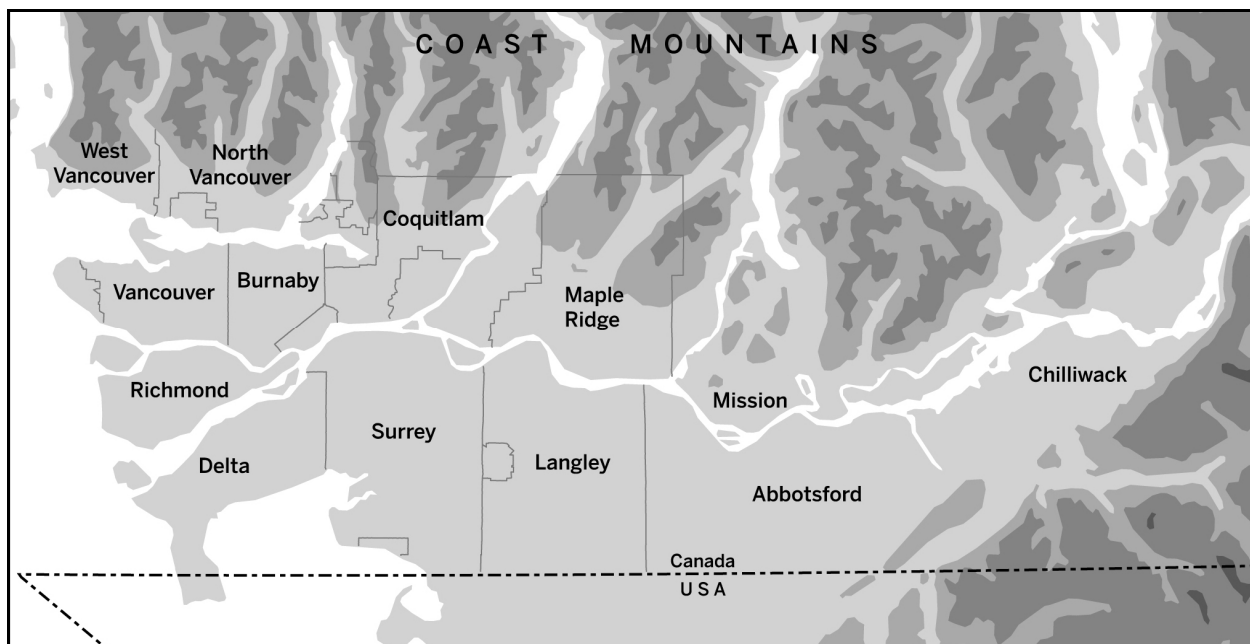 COAST MOUNTAINS
West
Vancouver
North
Vancouver
Coquitlam
Vancouver
Burnaby
Maple
Ridge
Richmond
Mission
Chilliwack
Delta
Surrey
Langley
Abbotsford
Canada
USA